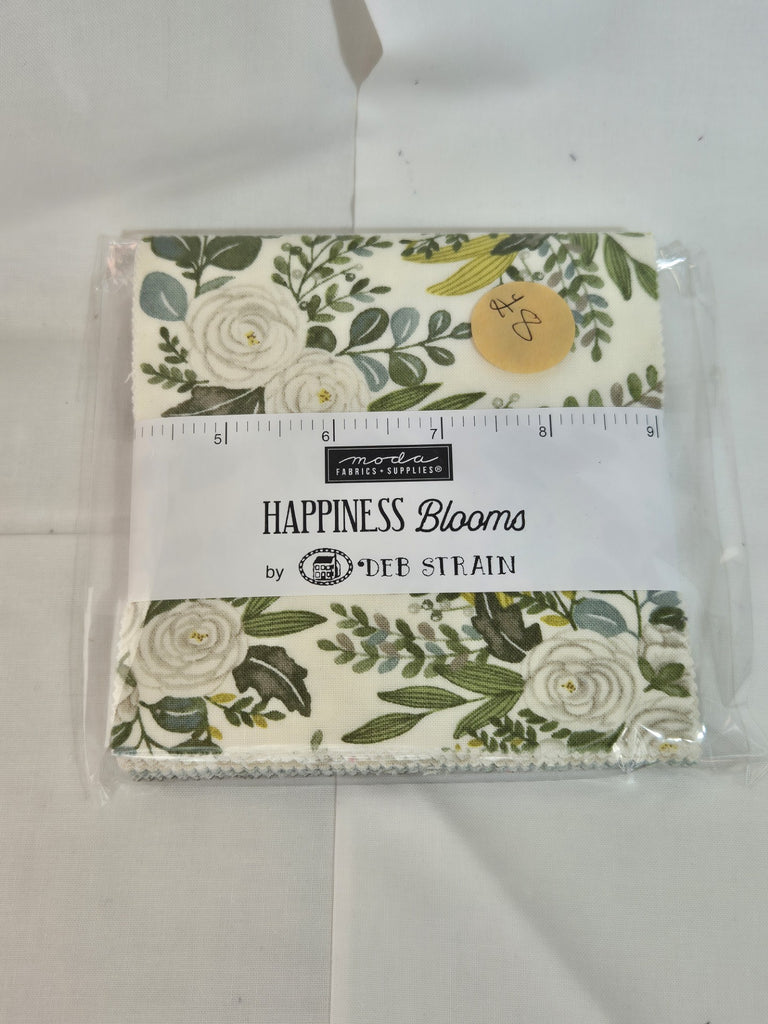 5 6 7 8 9
moda
FABRICS + SUPPLIES®
HAPPINESS Blooms
by DEB STRAIN